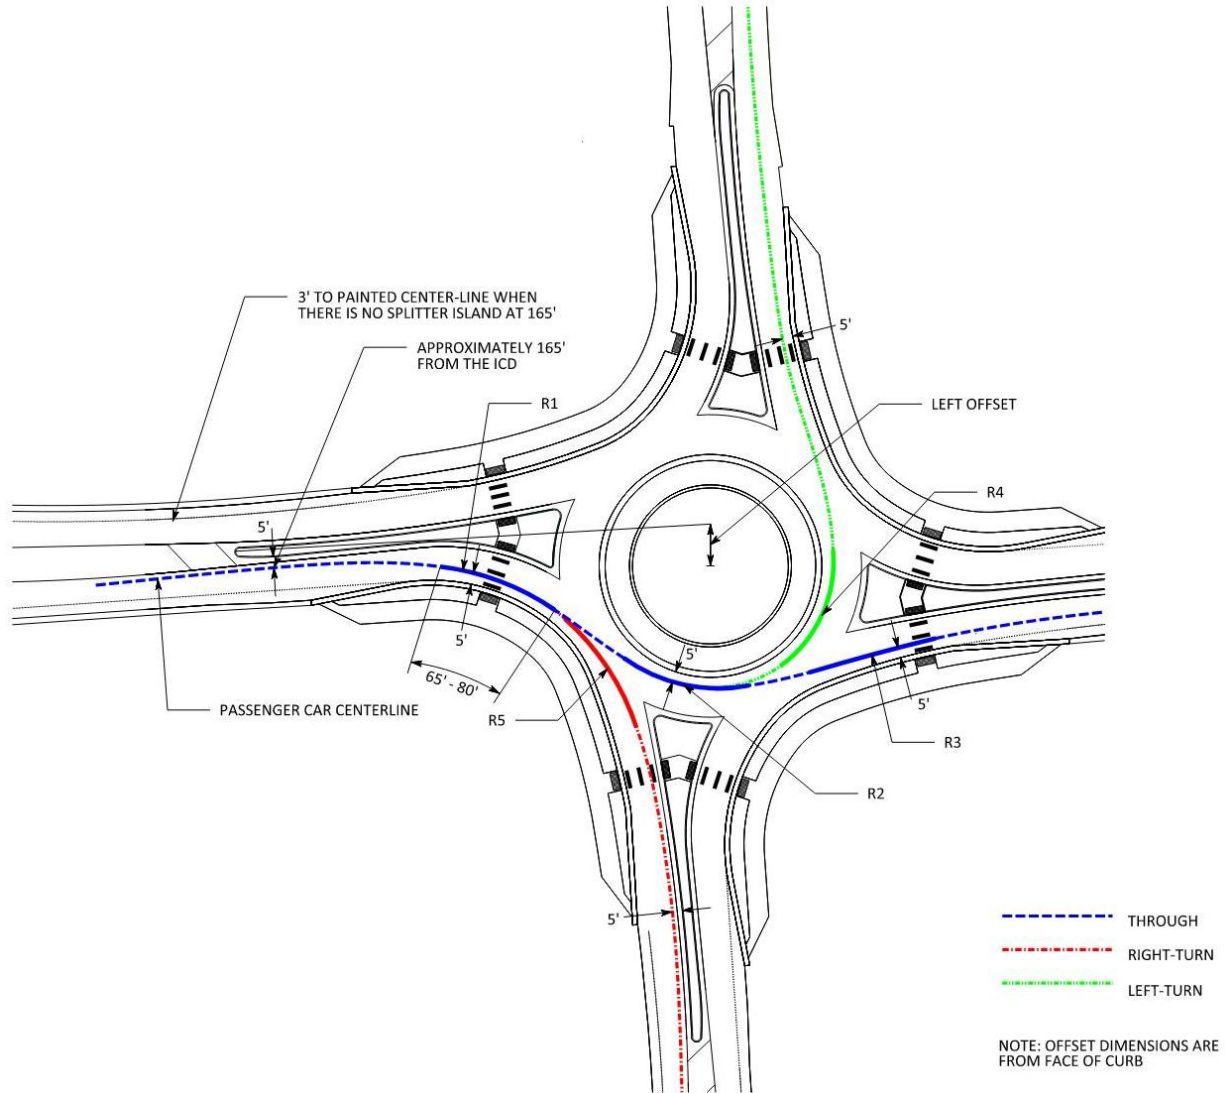 3' TO PAINTED CENTER-LINE WHEN
THERE IS NO SPLITTER ISLAND AT 165'
5'
APPROXIMATELY 165'
FROM THE ICD
R1
LEFT OFFSET
R4
5'
5'
5'
65' - 80'
5'
PASSENGER CAR CENTERLINE
R5
R3
R2
5'
THROUGH
RIGHT-TURN
LEFT-TURN
NOTE: OFFSET DIMENSIONS ARE
FROM FACE OF CURB